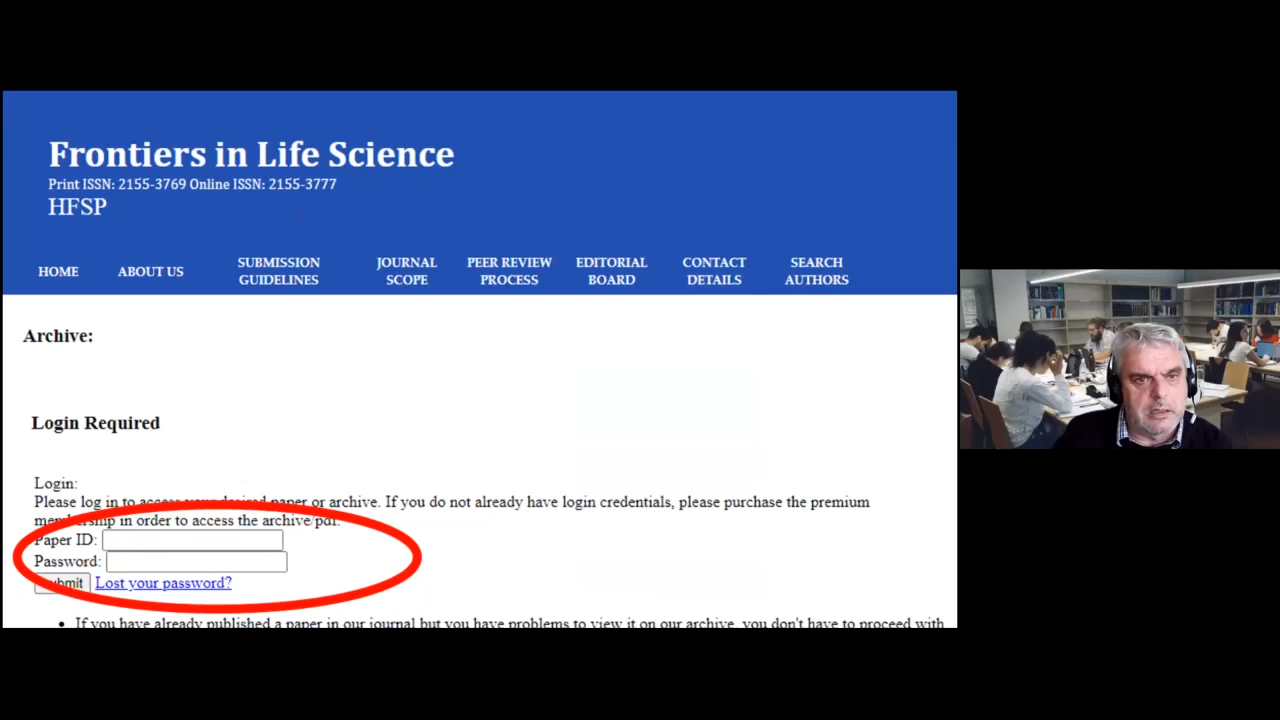 Frontiers in Life Science
Print ISSN: 2155-3769 Online ISSN: 2155-3777
HFSP
HOME
ABOUT US
SUBMISSION
GUIDELINES
JOURNAL
SCOPE
PEER REVIEW
PROCESS
EDITORIAL
BOARD
CONTACT
DETAILS
SEARCH
AUTHORS
Archive:
Login Required
Login:
Please log in to access your desired paper or archive. If you do not already have login credentials, please purchase the premium
membership in order to access the archive/pdf.
Paper ID:
Password:
Submit Lost your password?
• If you have already published a paper in our journal but you have problems to view it on our archive, you don't have to proceed with